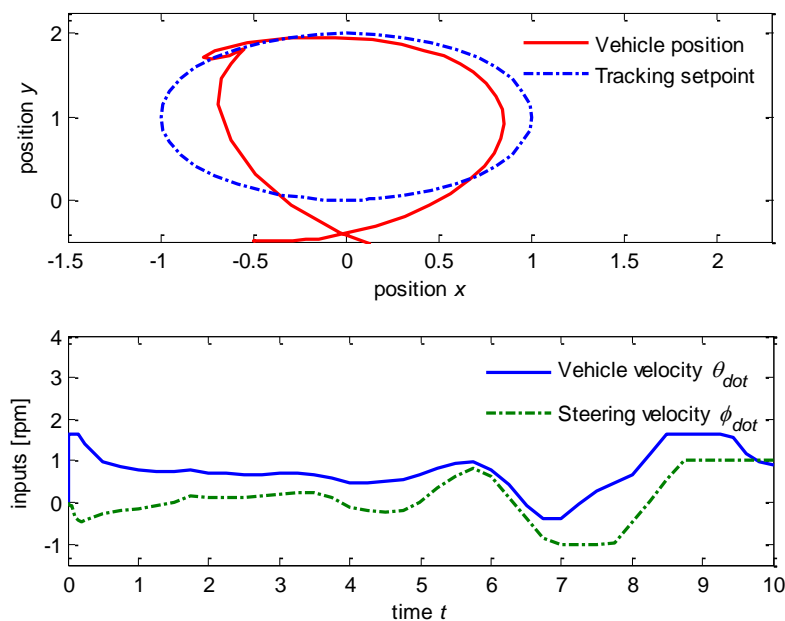 2
1
0
position y
Vehicle position
Tracking setpoint
-1.5 -1 -0.5 0 0.5 1 1.5 2
position x
4
3
2
1
0
-1
inputs [rpm]
Vehicle velocity θdot
Steering velocity ϕdot
0 1 2 3 4 5 6 7 8 9 10
time t